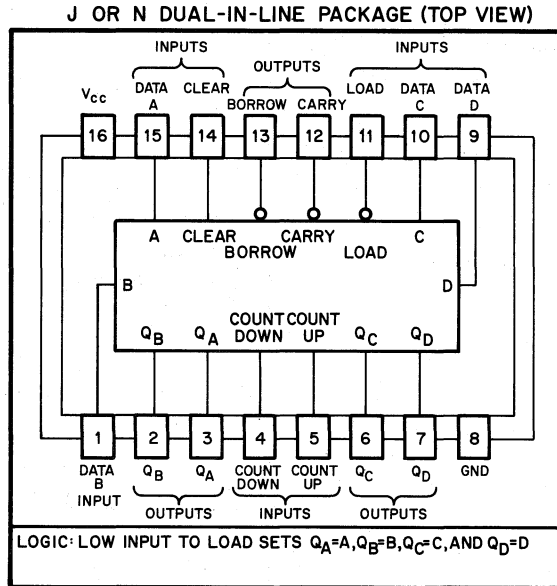 J OR N DUAL-IN-LINE PACKAGE (TOP VIEW)
INPUTS INPUTS
OUTPUTS
VCC DATA A CLEAR BORROW CARRY LOAD DATA C DATA D
16 15 14 13 12 11 10 9
A CLEAR BORROW CARRY LOAD C
B D
QB QA COUNT DOWN COUNT UP QC QD
1 2 3 4 5 6 7 8
DATA B INPUT QB QA COUNT DOWN COUNT UP QC QD GND
OUTPUTS INPUTS OUTPUTS
LOGIC: LOW INPUT TO LOAD SETS QA=A,QB=B,QC=C,AND QD=D